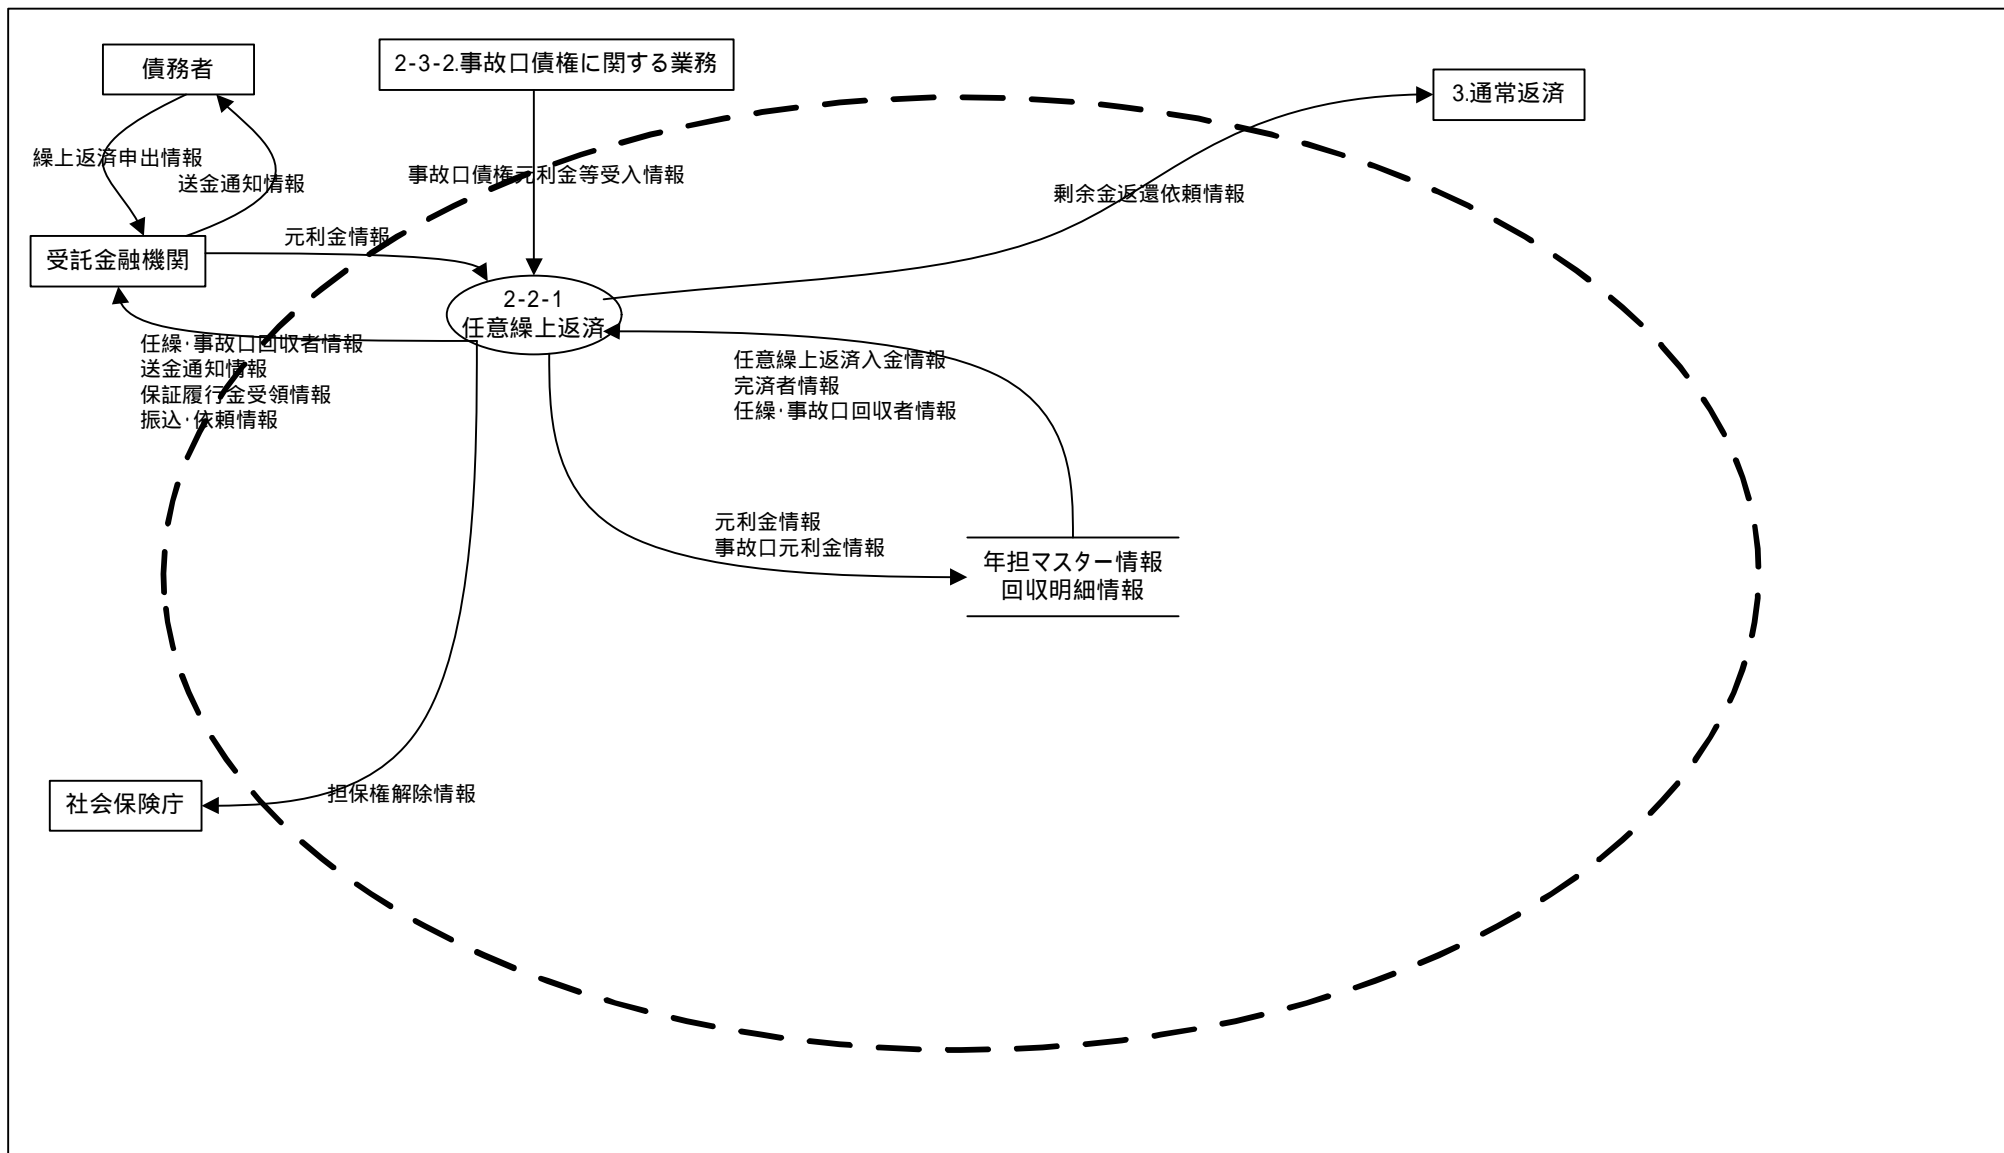 債務者
2-3-2.事故口債権に関する業務
3.通常返済
繰上返済申出情報
送金通知情報
事故口債権元利金等受入情報
剰余金返還依頼情報
元利金情報
受託金融機関
2-2-1
任意繰上返済
任繰･事故口回収者情報
送金通知情報
保証履行金受領情報
振込･依頼情報
任意繰上返済入金情報
完済者情報
任繰･事故口回収者情報
元利金情報
事故口元利金情報
年担マスター情報
回収明細情報
社会保険庁
担保権解除情報